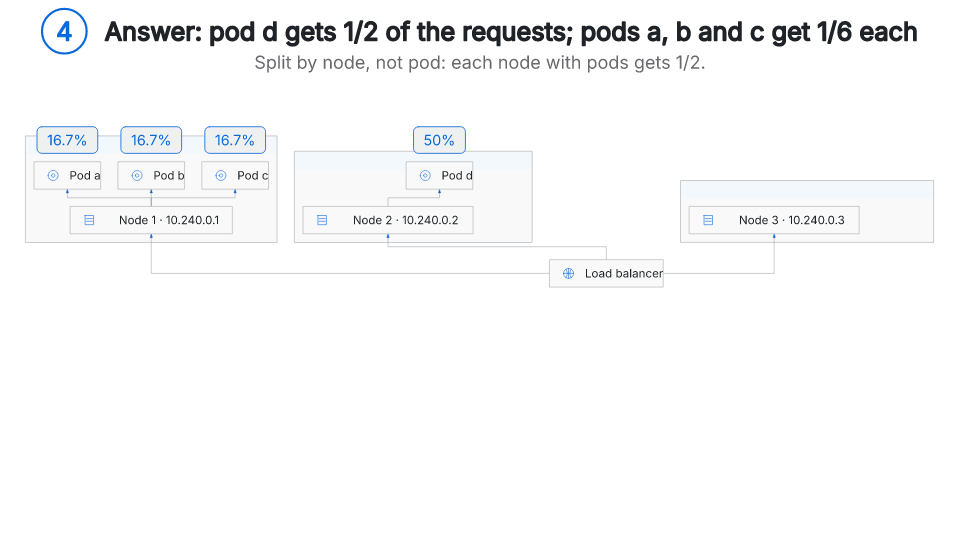 4
Answer: pod d gets 1/2 of the requests; pods a, b and c get 1/6 each
Split by node, not pod: each node with pods gets 1/2.
16.7%
16.7%
16.7%
50%
Pod a
Pod b
Pod c
Pod d
Node 1 · 10.240.0.1
Node 2 · 10.240.0.2
Node 3 · 10.240.0.3
Load balancer